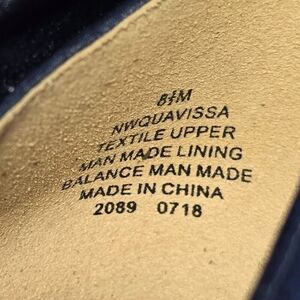 8½M
NWQUAVISSA
TEXTILE UPPER
MAN MADE LINING
BALANCE MAN MADE
MADE IN CHINA
2089 0718